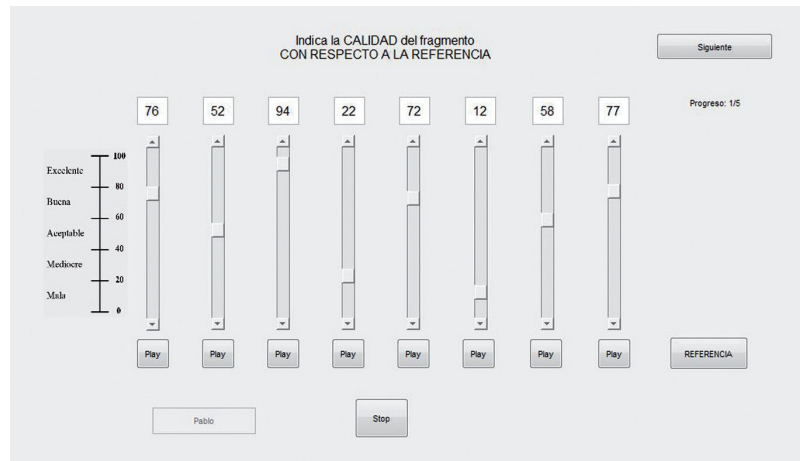 Indica la CALIDAD del fragmento
CON RESPECTO A LA REFERENCIA
Siguiente
Progreso: 1/5
76 52 94 22 72 12 58 77
100
Excelente
80
Buena
60
Aceptable
40
Mediocre
20
Mala
0
Play Play Play Play Play Play Play Play
REFERENCIA
Pablo
Stop